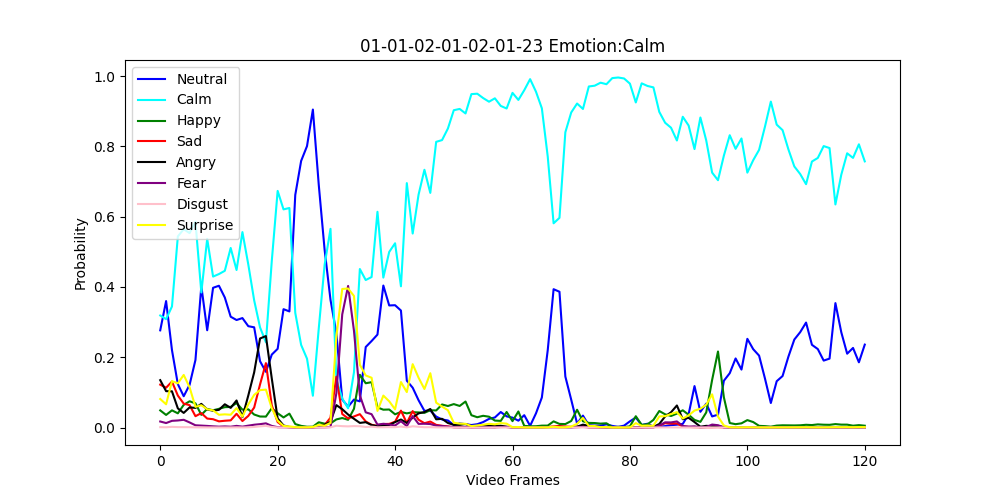 01-01-02-01-02-01-23 Emotion:Calm
1.0
0.8
0.6
0.4
0.2
0.0
Probability
Neutral
Calm
Happy
Sad
Angry
Fear
Disgust
Surprise
0 20 40 60 80 100 120
Video Frames